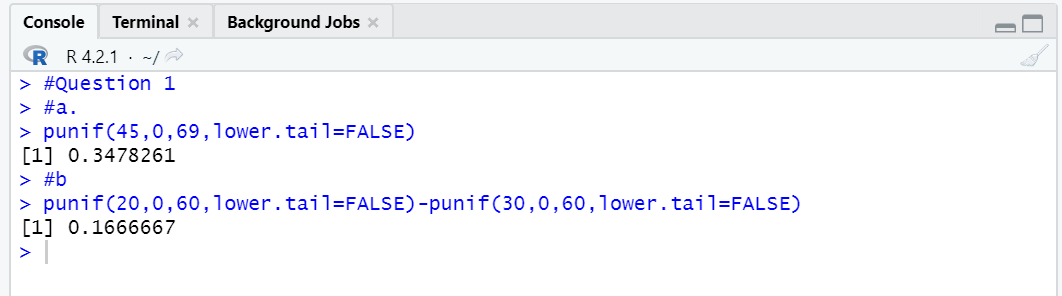 Console Terminal × Background Jobs ×
R R 4.2.1 · ~/
> #Question 1
> #a.
> punif(45,0,69,lower.tail=FALSE)
[1] 0.3478261
> #b
> punif(20,0,60,lower.tail=FALSE)-punif(30,0,60,lower.tail=FALSE)
[1] 0.1666667
>